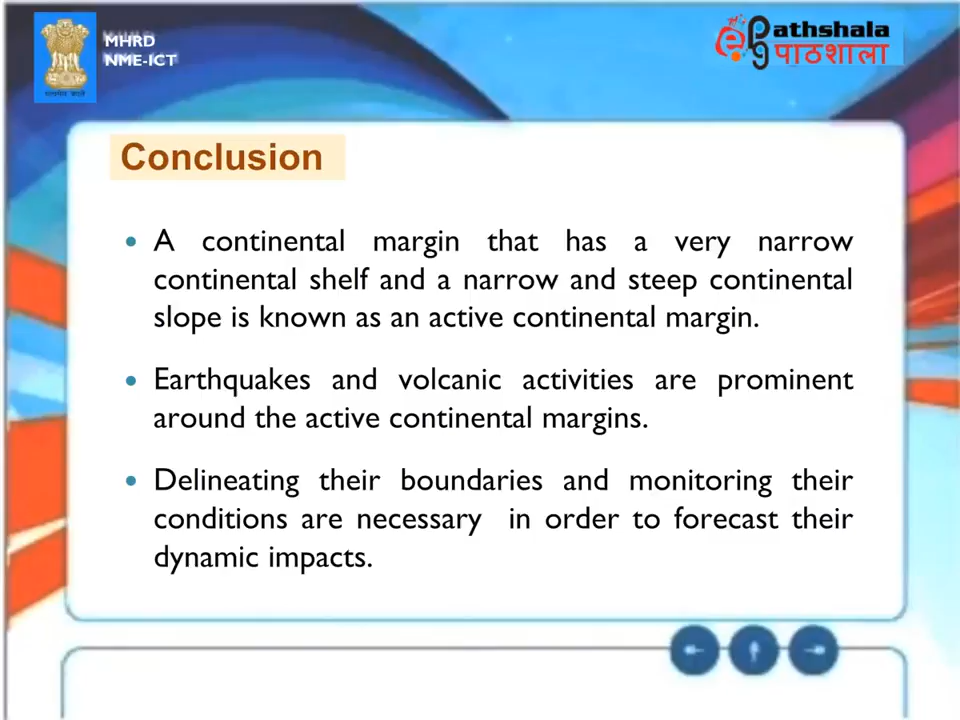 MHRD
NME-ICT
epg athshala
पाठशाला
Conclusion
• A continental margin that has a very narrow
continental shelf and a narrow and steep continental
slope is known as an active continental margin.
• Earthquakes and volcanic activities are prominent
around the active continental margins.
• Delineating their boundaries and monitoring their
conditions are necessary in order to forecast their
dynamic impacts.